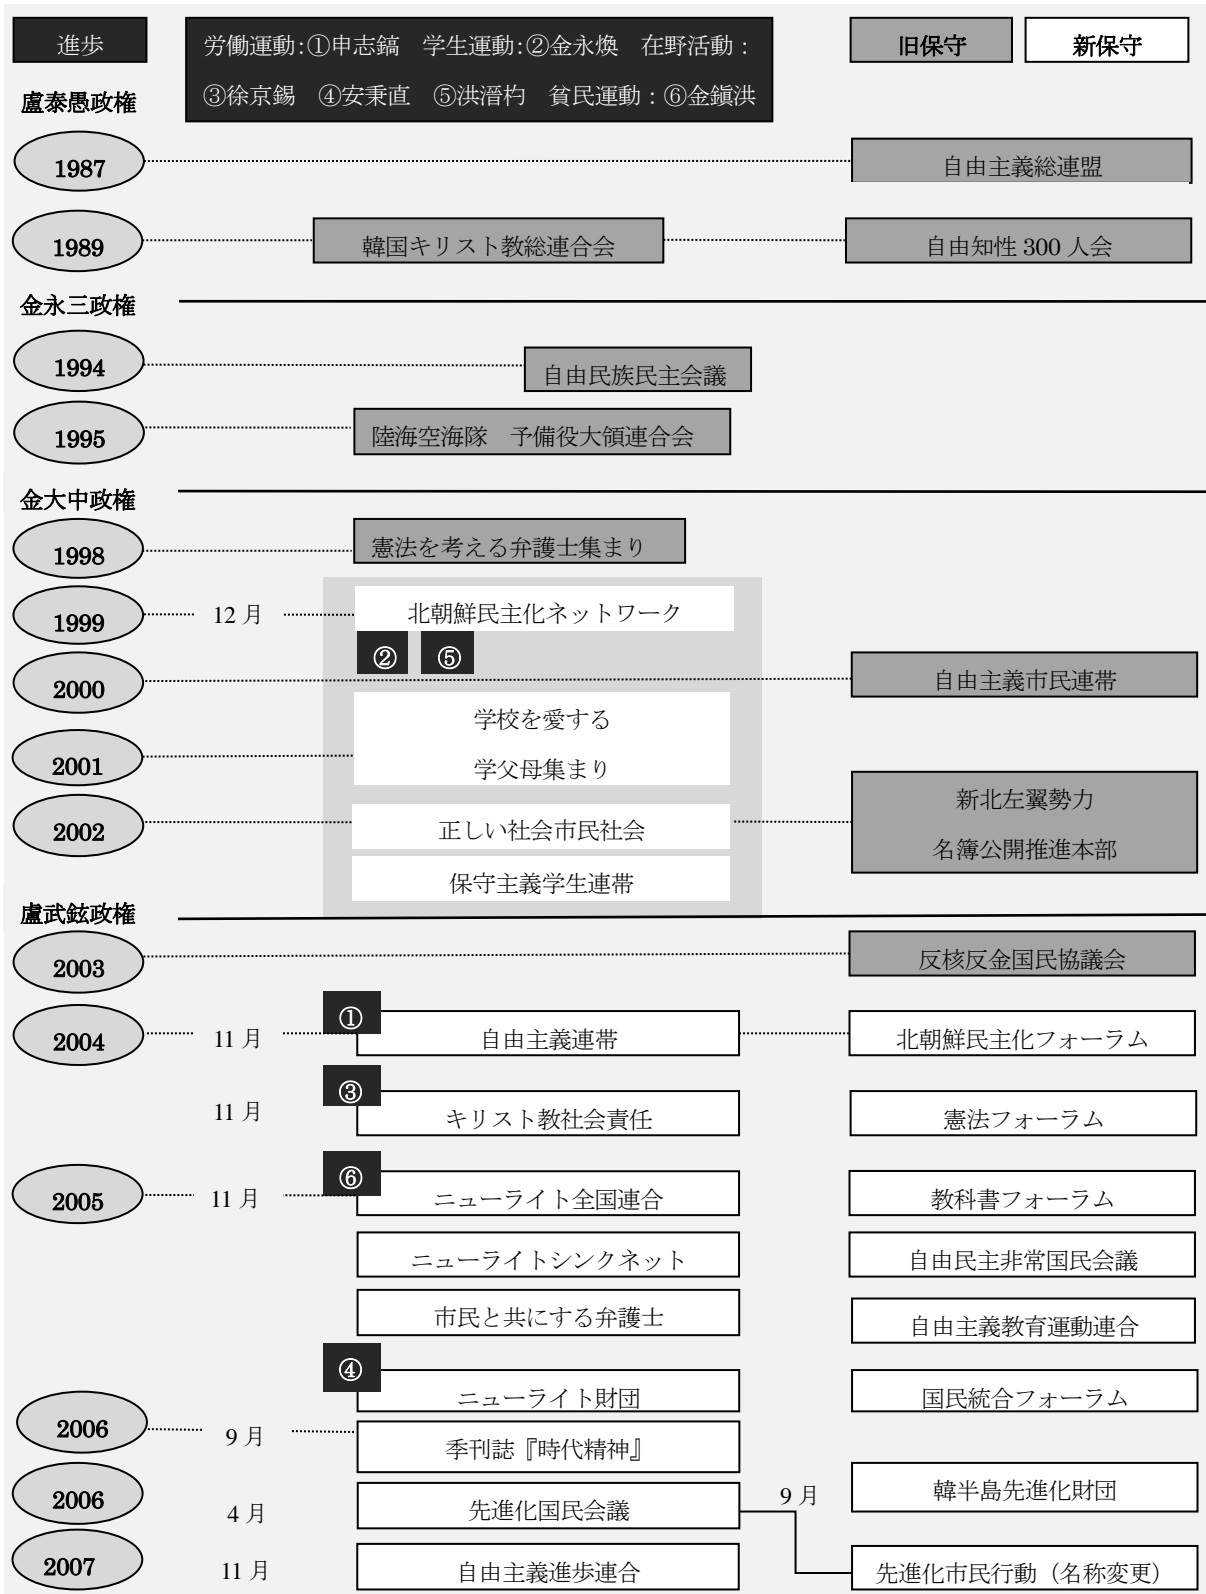 進歩
労働運動:①申志鎬　学生運動:②金永煥　在野活動：
③徐京錫　④安秉直　⑤洪溍杓　貧民運動：⑥金鎭洪
旧保守
新保守
盧泰愚政権
1987
自由主義総連盟
1989
韓国キリスト教総連合会
自由知性 300 人会
金永三政権
1994
自由民族民主会議
1995
陸海空海隊　予備役大領連合会
金大中政権
1998
憲法を考える弁護士集まり
1999
12 月
北朝鮮民主化ネットワーク
② ⑤
2000
自由主義市民連帯
2001
学校を愛する
学父母集まり
2002
正しい社会市民社会
新北左翼勢力
名簿公開推進本部
保守主義学生連帯
盧武鉉政権
2003
反核反金国民協議会
2004
11 月
①
自由主義連帯
北朝鮮民主化フォーラム
11 月
③
キリスト教社会責任
憲法フォーラム
2005
11 月
⑥
ニューライト全国連合
教科書フォーラム
ニューライトシンクネット
自由民主非常国民会議
市民と共にする弁護士
自由主義教育運動連合
④
ニューライト財団
国民統合フォーラム
2006
9 月
季刊誌『時代精神』
2006
4 月
先進化国民会議
9 月
韓半島先進化財団
2007
11 月
自由主義進歩連合
先進化市民行動（名称変更）